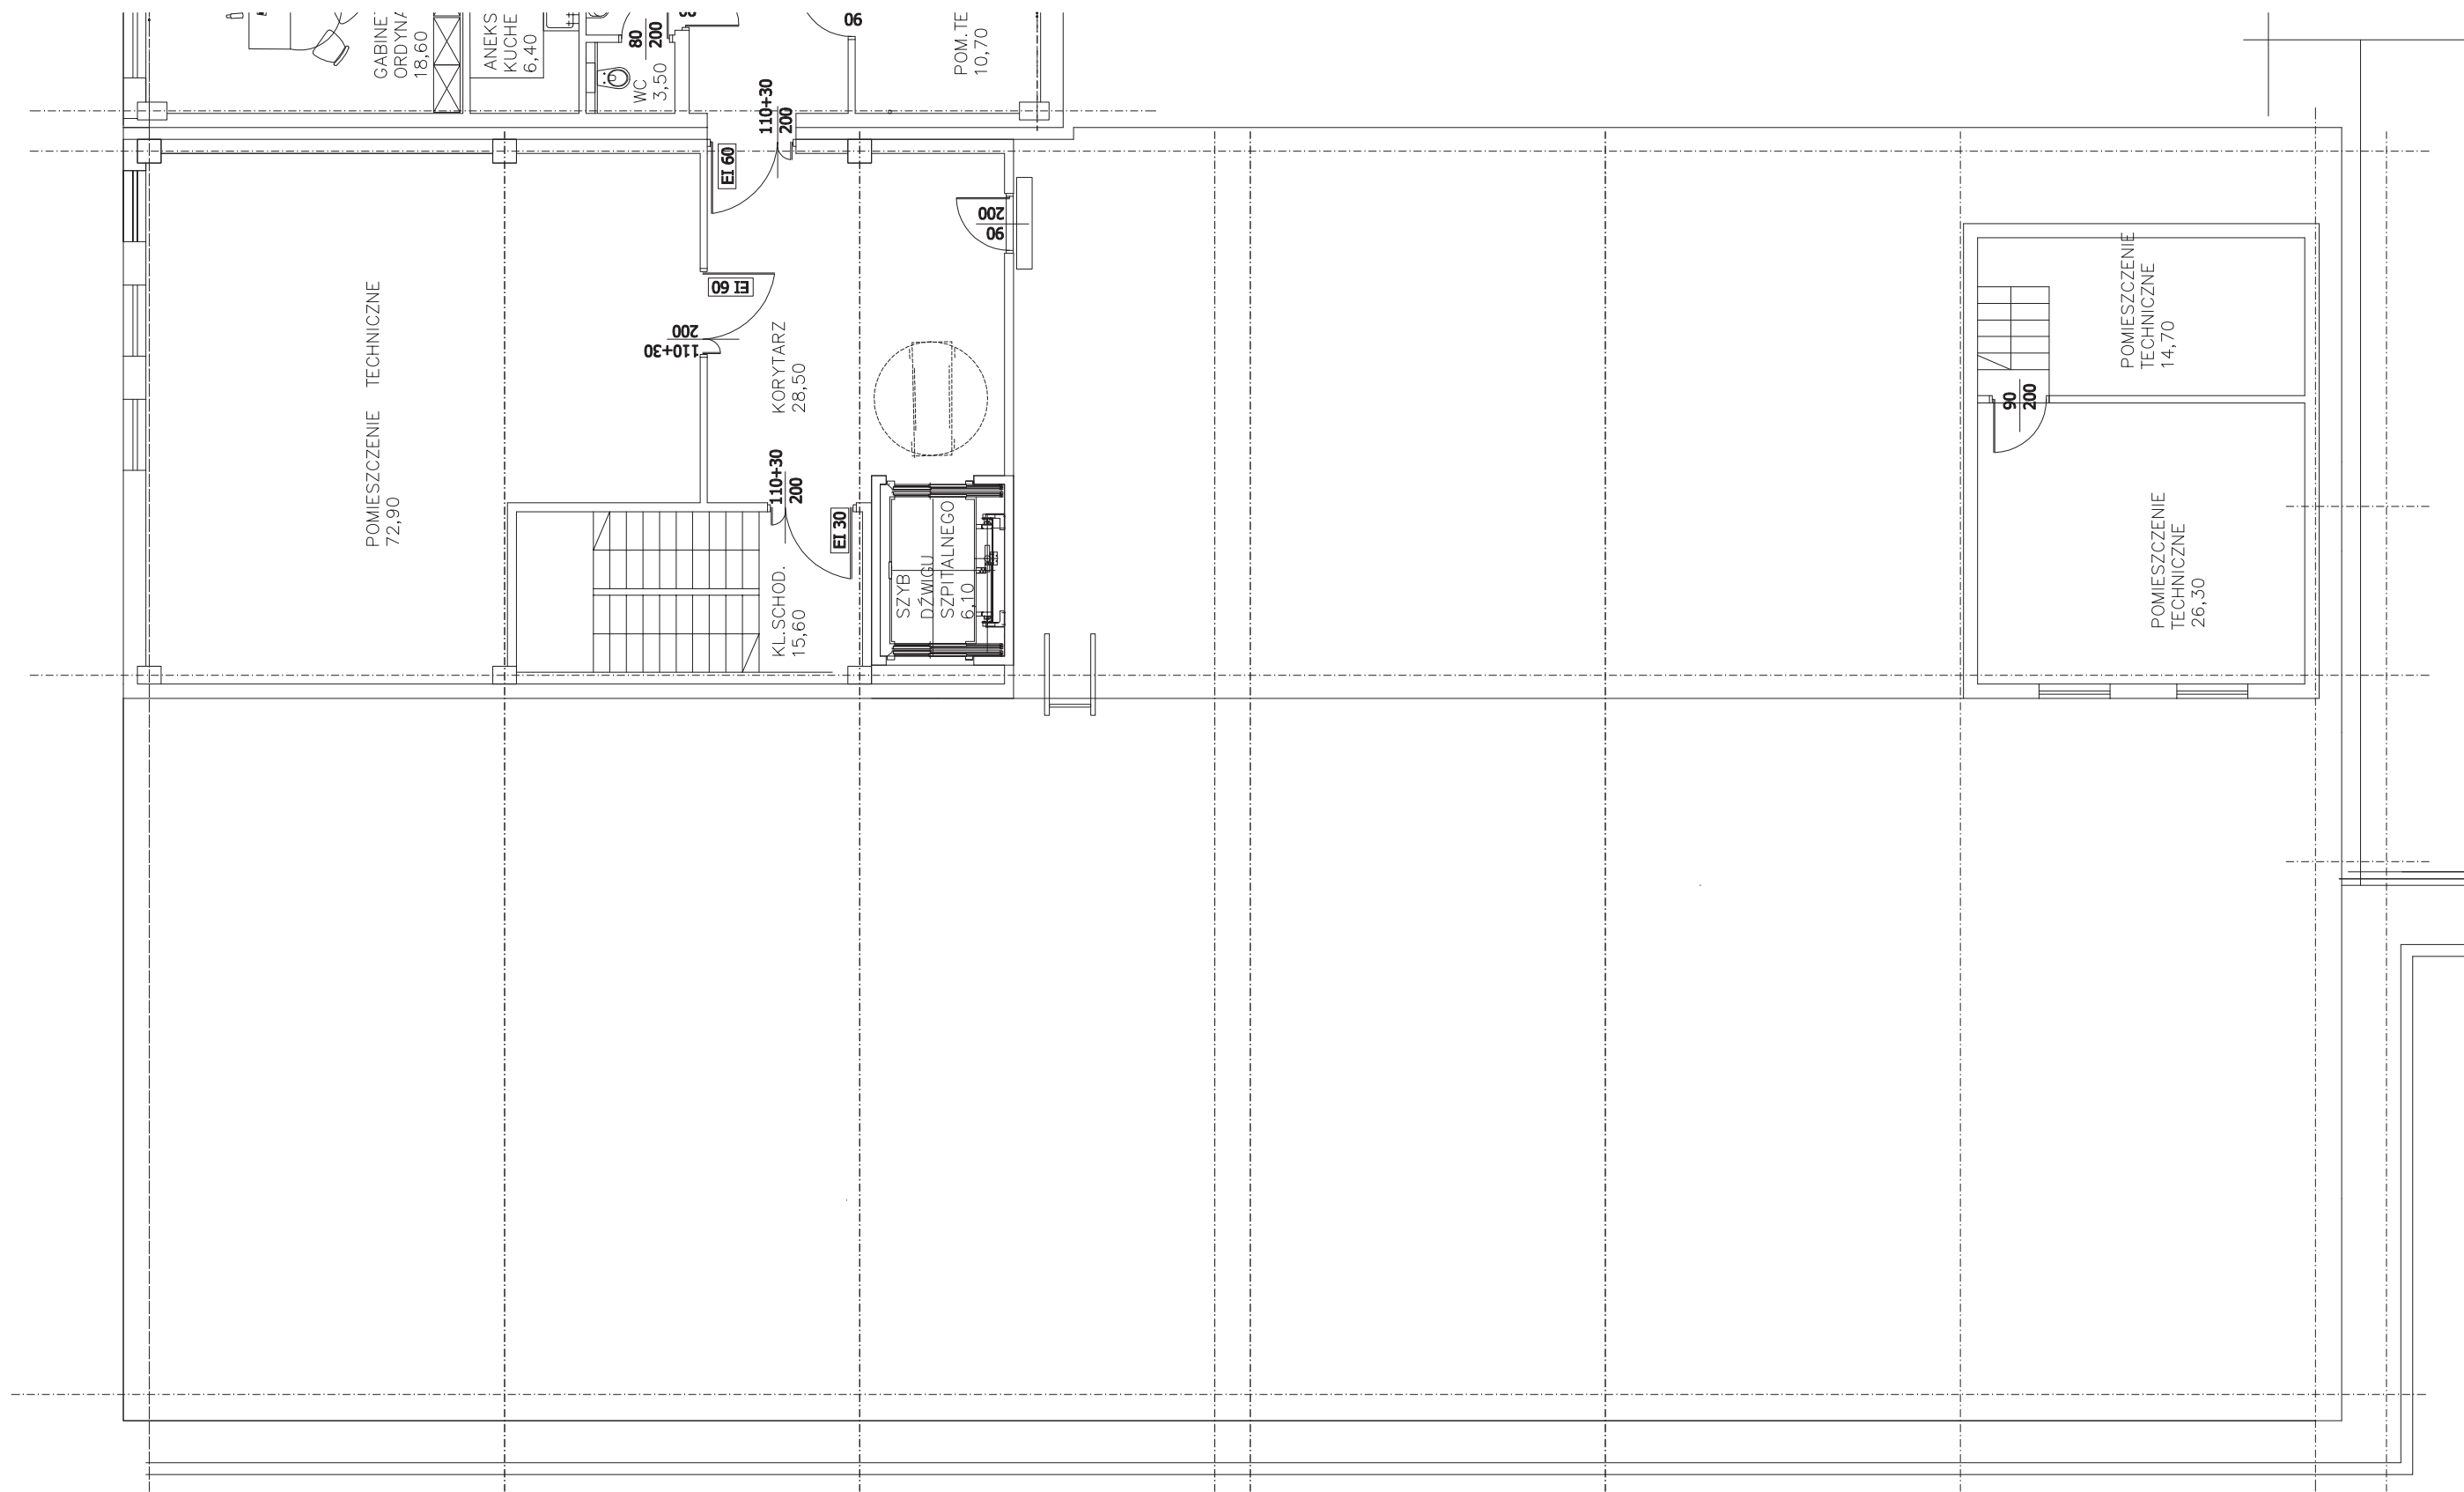 GABINE
ORDYNA
18,60
ANEKS
KUCHE
6,40
80
200
WC
3,50
90
POM.TE
10,70
110+30
200
EI 60
200
90
POMIESZCZENIE TECHNICZNE
72,90
EI 60
200
110+30
KORYTARZ
28,50
110+30
200
EI 30
KL.SCHOD.
15,60
SZYB
DŹWIGU
SZPITALNEGO
6,10
POMIESZCZENIE
TECHNICZNE
14,70
90
200
POMIESZCZENIE
TECHNICZNE
26,30